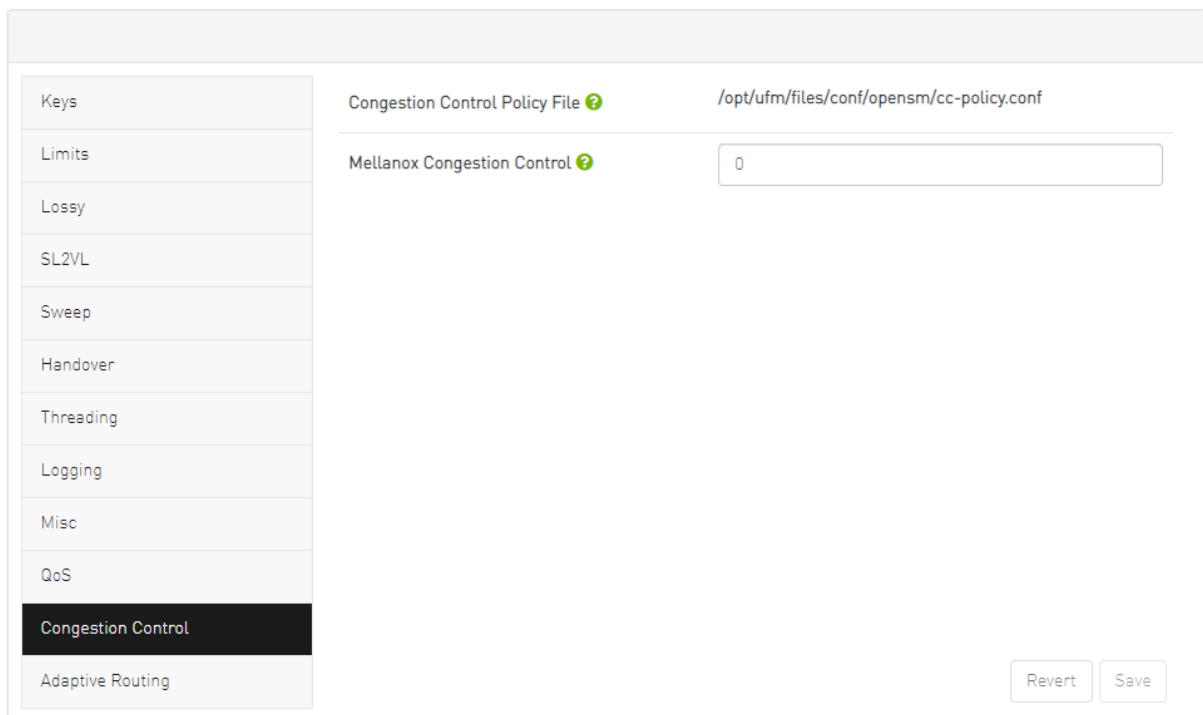 Keys
Limits
Lossy
SL2VL
Sweep
Handover
Threading
Logging
Misc
QoS
Congestion Control
Adaptive Routing
Congestion Control Policy File ?
/opt/ufm/files/conf/opensm/cc-policy.conf
Mellanox Congestion Control ?
0
Revert
Save